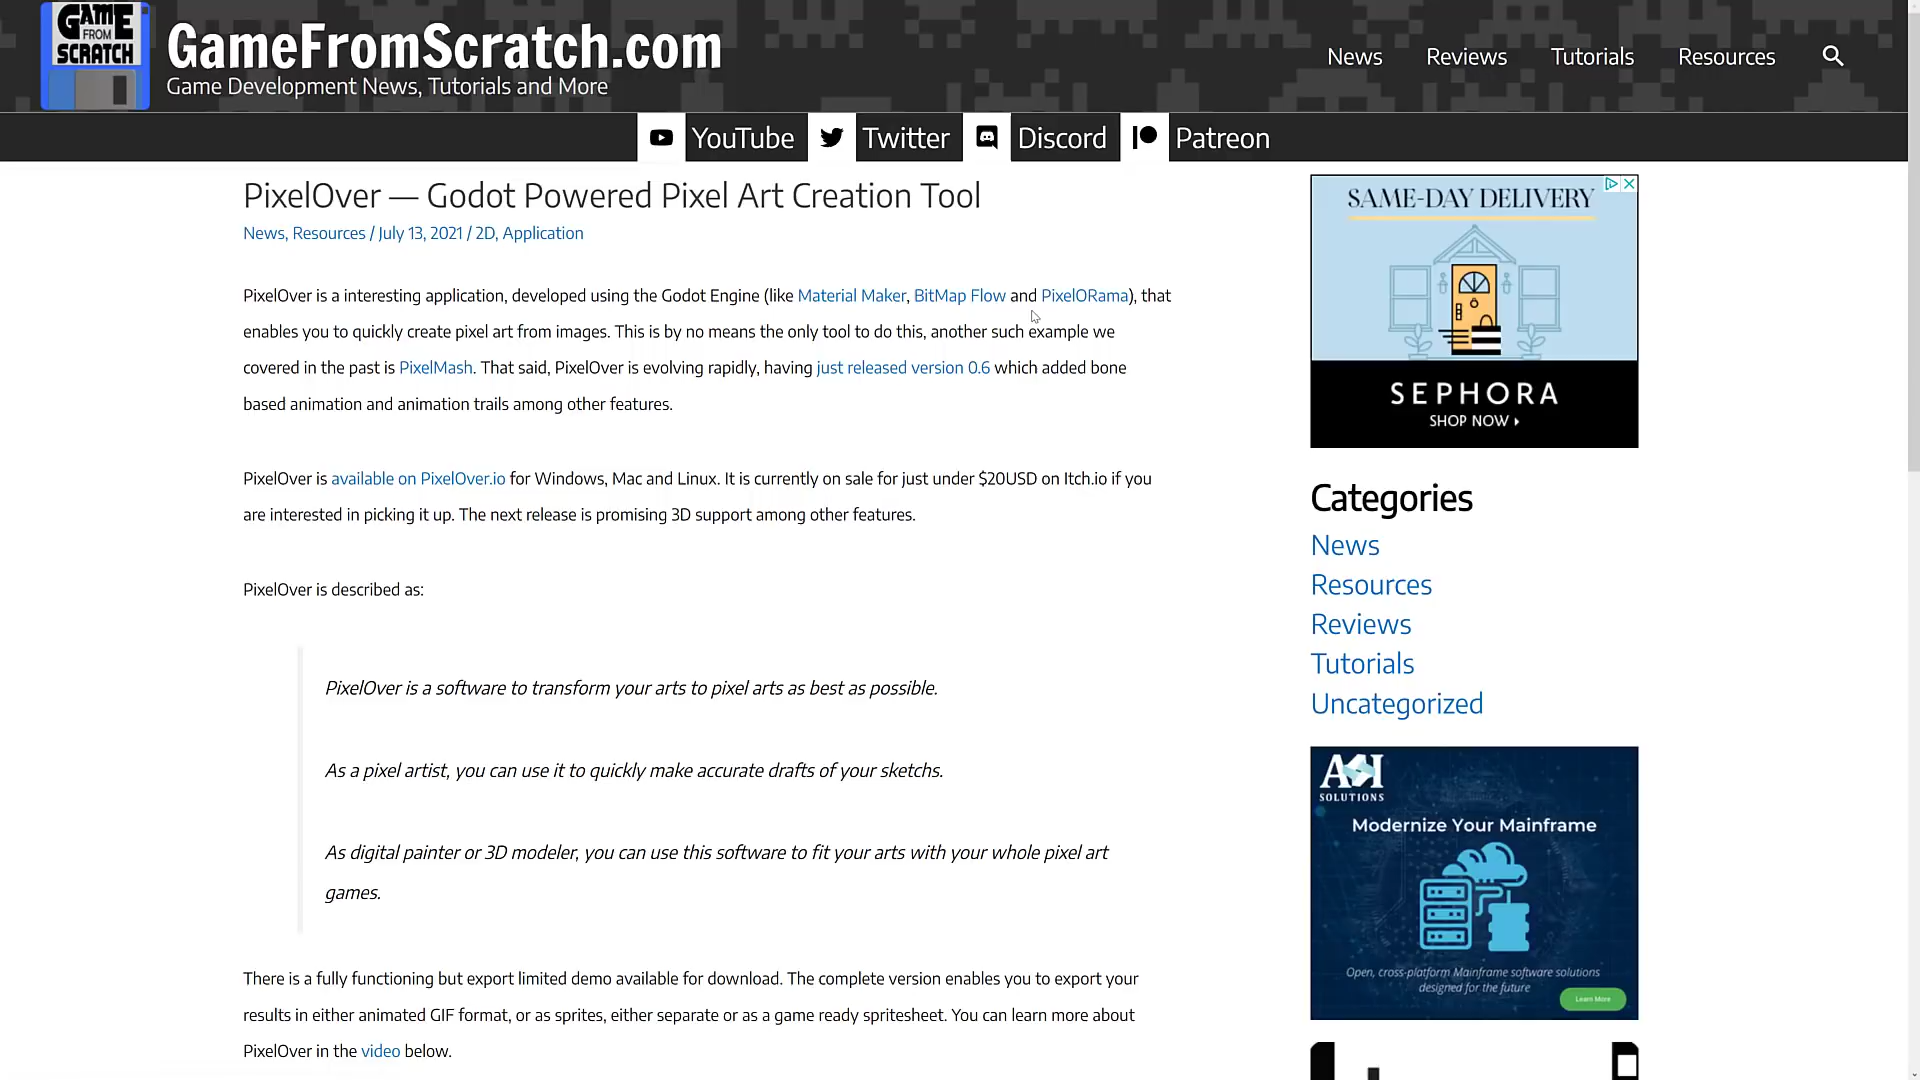 GAME
FROM
SCRATCH
GameFromScratch.com
Game Development News, Tutorials and More
News
Reviews
Tutorials
Resources
YouTube
Twitter
Discord
Patreon
PixelOver — Godot Powered Pixel Art Creation Tool
News, Resources / July 13, 2021 / 2D, Application
PixelOver is a interesting application, developed using the Godot Engine (like Material Maker, BitMap Flow and PixelORama), that
enables you to quickly create pixel art from images. This is by no means the only tool to do this, another such example we
covered in the past is PixelMash. That said, PixelOver is evolving rapidly, having just released version 0.6 which added bone
based animation and animation trails among other features.
PixelOver is available on PixelOver.io for Windows, Mac and Linux. It is currently on sale for just under $20USD on Itch.io if you
are interested in picking it up. The next release is promising 3D support among other features.
PixelOver is described as:
PixelOver is a software to transform your arts to pixel arts as best as possible.
As a pixel artist, you can use it to quickly make accurate drafts of your sketchs.
As digital painter or 3D modeler, you can use this software to fit your arts with your whole pixel art
games.
There is a fully functioning but export limited demo available for download. The complete version enables you to export your
results in either animated GIF format, or as sprites, either separate or as a game ready spritesheet. You can learn more about
PixelOver in the video below.
SAME-DAY DELIVERY
SEPHORA
SHOP NOW
Categories
News
Resources
Reviews
Tutorials
Uncategorized
ASI
SOLUTIONS
Modernize Your Mainframe
Open, cross-platform Mainframe software solutions
designed for the future
Learn More